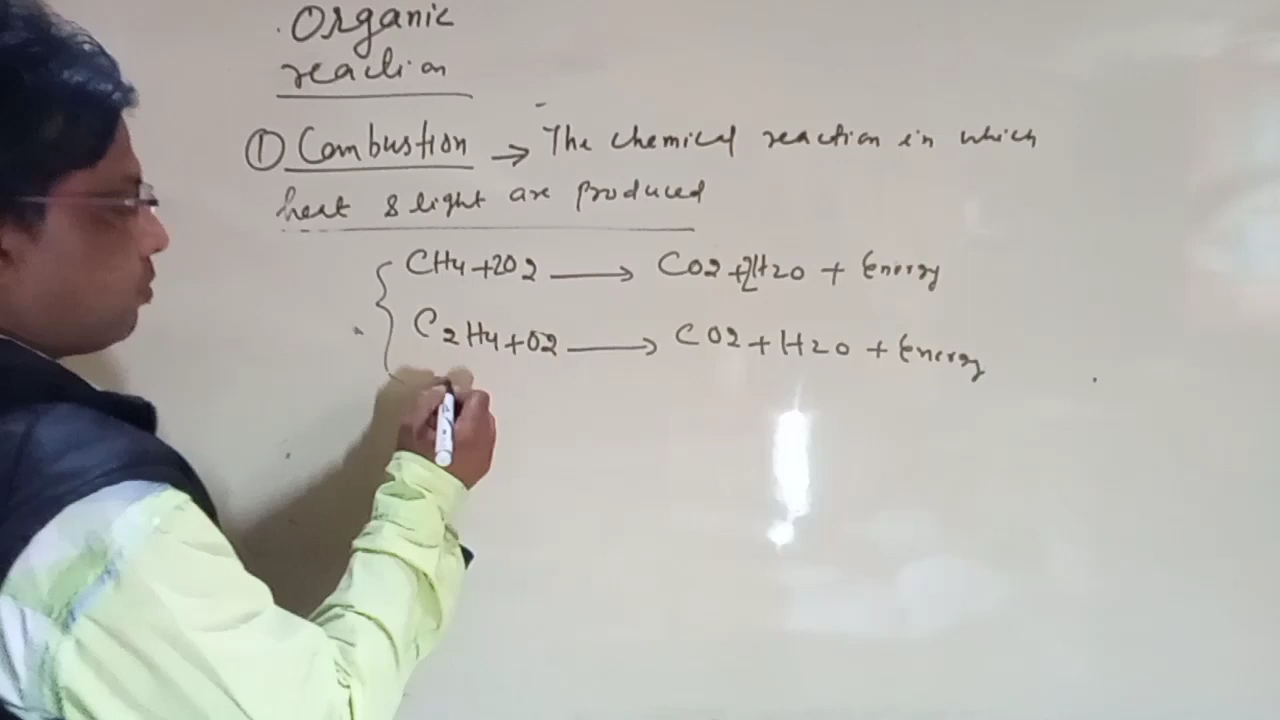 Organic
reaction
① Combustion → The chemical reaction in which
heat & light are produced
CH4 + 2O2 ⟶ CO2 + 2H2O + Energy
C2H4 + O2 ⟶ CO2 + H2O + Energy